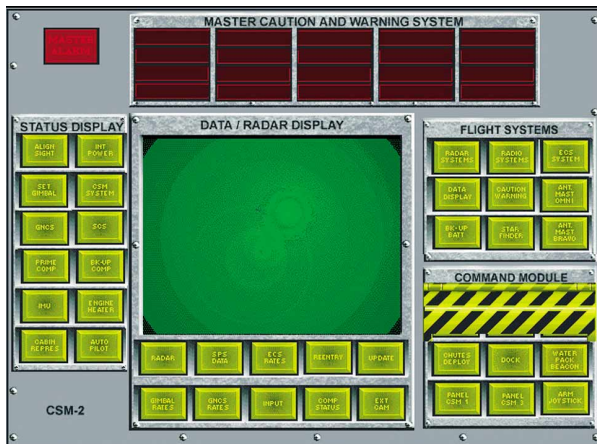 MASTER
ALARM
MASTER CAUTION AND WARNING SYSTEM
STATUS DISPLAY
ALIGN
SIGHT
INT
POWER
SET
GIMBAL
CSM
SYSTEM
GNCS
SCS
PRIME
COMP
BK-UP
COMP
IMU
ENGINE
HEATER
CABIN
REPRES
AUTO
PILOT
CSM-2
DATA / RADAR DISPLAY
RADAR
SPS
DATA
ECS
RATES
REENTRY
UPDATE
GIMBAL
RATES
GNCS
RATES
INPUT
COMP
STATUS
EXT
CAM
FLIGHT SYSTEMS
RADAR
SYSTEMS
RADIO
SYSTEMS
ECS
SYSTEM
DATA
DISPLAY
CAUTION
WARNING
ANT.
MAST
OMNI
BK-UP
BATT
STAR
FINDER
ANT.
MAST
BRAVO
COMMAND MODULE
CHUTES
DEPLOY
DOCK
WATER
PACK
BEACON
PANEL
CSM 1
PANEL
CSM 3
ARM
JOYSTICK